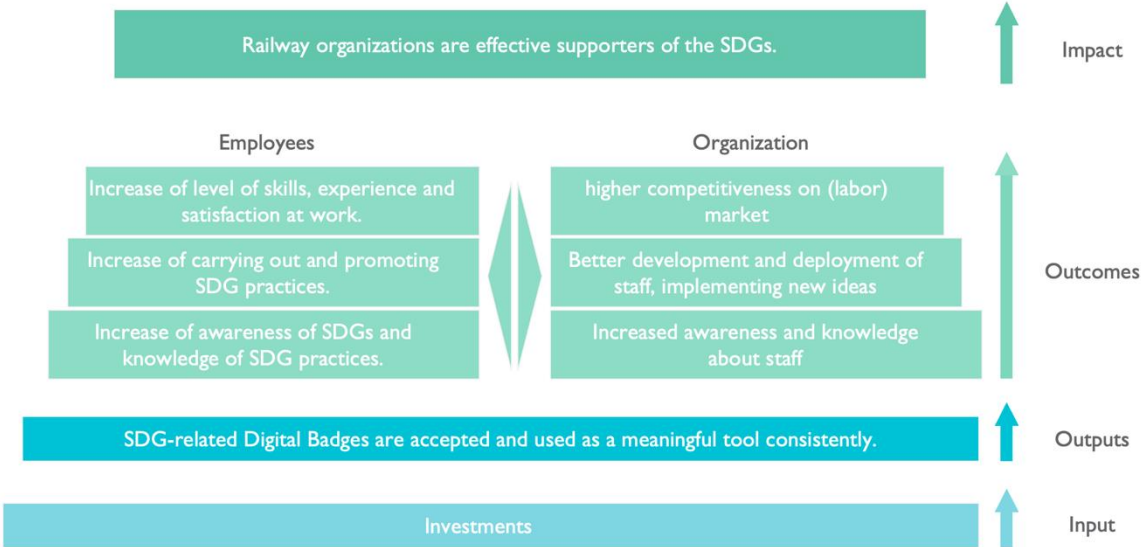 Railway organizations are effective supporters of the SDGs.
Impact
Employees
Organization
Increase of level of skills, experience and
satisfaction at work.
higher competitiveness on (labor)
market
Increase of carrying out and promoting
SDG practices.
Better development and deployment of
staff, implementing new ideas
Outcomes
Increase of awareness of SDGs and
knowledge of SDG practices.
Increased awareness and knowledge
about staff
SDG-related Digital Badges are accepted and used as a meaningful tool consistently.
Outputs
Investments
Input